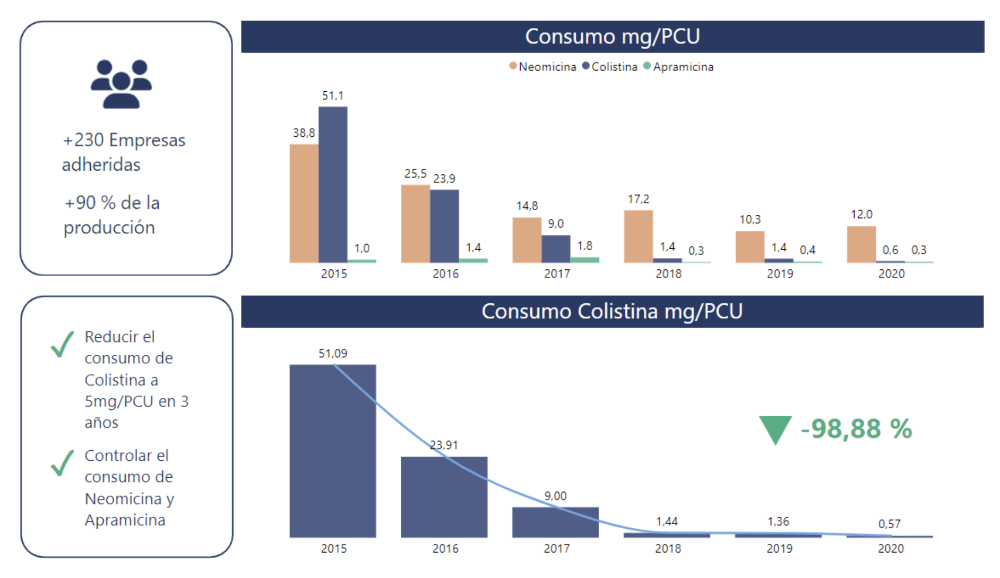 +230 Empresas
adheridas
+90 % de la
producción
Consumo mg/PCU
Neomicina Colistina Apramicina
38,8 51,1 1,0
25,5 23,9 1,4
14,8 9,0 1,8
17,2 1,4 0,3
10,3 1,4 0,4
12,0 0,6 0,3
2015 2016 2017 2018 2019 2020
Reducir el
consumo de
Colistina a
5mg/PCU en 3
años
Controlar el
consumo de
Neomicina y
Apramicina
Consumo Colistina mg/PCU
51,09 23,91 9,00 1,44 1,36 0,57
-98,88 %
2015 2016 2017 2018 2019 2020